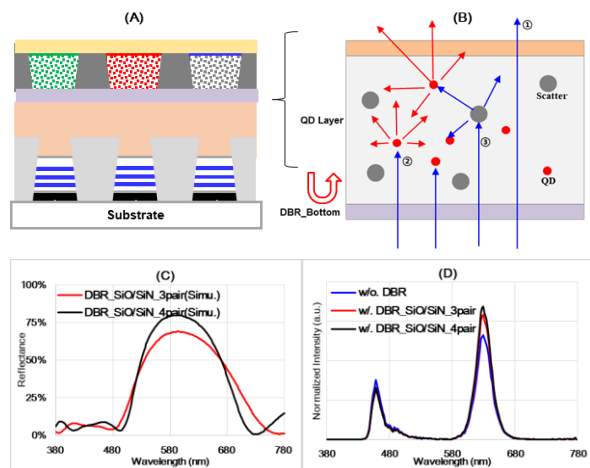 (A)
Substrate
(B)
①
QD Layer
Scatter
③
②
QD
DBR_Bottom
(C)
DBR_SiO/SiN_3pair(Simu.)
DBR_SiO/SiN_4pair(Simu.)
100%
75%
50%
25%
0%
Reflectance
380 480 580 680 780
Wavelength (nm)
(D)
w/o. DBR
w/. DBR_SiO/SiN_3pair
w/. DBR_SiO/SiN_4pair
Normalized Intensity (a.u.)
380 480 580 680 780
Wavelength (nm)